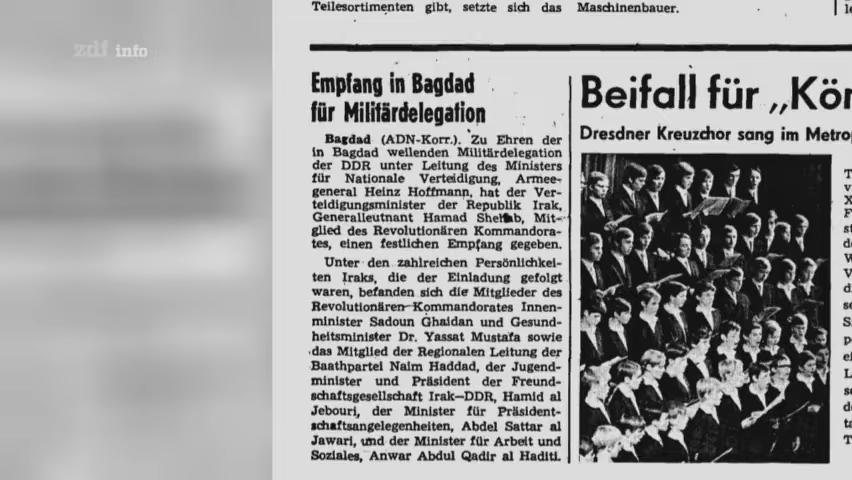 Teilesortimenten gibt, setzte sich das Maschinenbauer.
zdf info
Empfang in Bagdad
für Militärdelegation
Bagdad (ADN-Korr.). Zu Ehren der
in Bagdad weilenden Militärdelegation
der DDR unter Leitung des Ministers
für Nationale Verteidigung, Armee-
general Heinz Hoffmann, hat der Ver-
teidigungsminister der Republik Irak,
Generalleutnant Hamad Shehab, Mit-
glied des Revolutionären Kommandora-
tes, einen festlichen Empfang gegeben.
Unter den zahlreichen Persönlichkei-
ten Iraks, die der Einladung gefolgt
waren, befanden sich die Mitglieder des
Revolutionären Kommandorates Innen-
minister Sadoun Ghaidan und Gesund-
heitsminister Dr. Yassat Mustafa sowie
das Mitglied der Regionalen Leitung der
Baathpartei Naim Haddad, der Jugend-
minister und Präsident der Freund-
schaftsgesellschaft Irak—DDR, Hamid al
Jebouri, der Minister für Präsident-
schaftsangelegenheiten, Abdel Sattar al
Jawari, und der Minister für Arbeit und
Soziales, Anwar Abdul Qadir al Haditi.
Beifall für „Kör
Dresdner Kreuzchor sang im Metrop